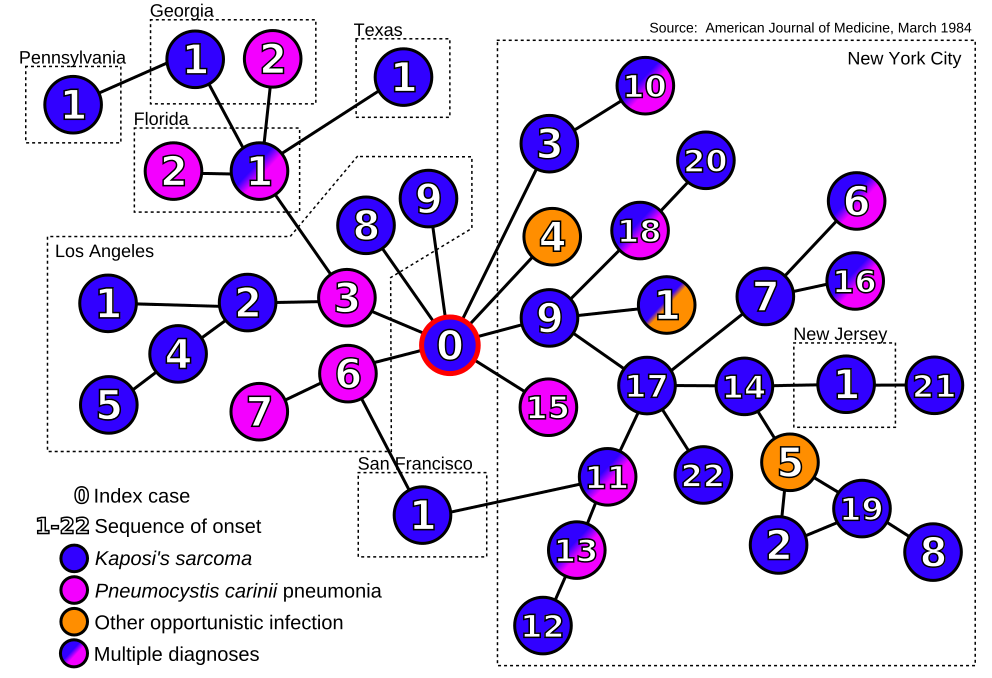 Georgia
Source: American Journal of Medicine, March 1984
Texas
Pennsylvania
New York City
1
2
1
1
10
Florida
3
2
1
20
9
6
8
4
18
Los Angeles
1
2
3
9
1
7
16
0
New Jersey
4
6
5
7
15
17
14
1
21
San Francisco
11
22
5
1
19
2
8
13
12
0 Index case
1-22 Sequence of onset
Kaposi's sarcoma
Pneumocystis carinii pneumonia
Other opportunistic infection
Multiple diagnoses